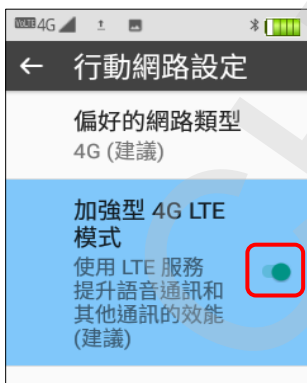 VoLTE 4G
行動網路設定
偏好的網路類型
4G (建議)
加強型 4G LTE
模式
使用 LTE 服務
提升語音通訊和
其他通訊的效能
(建議)